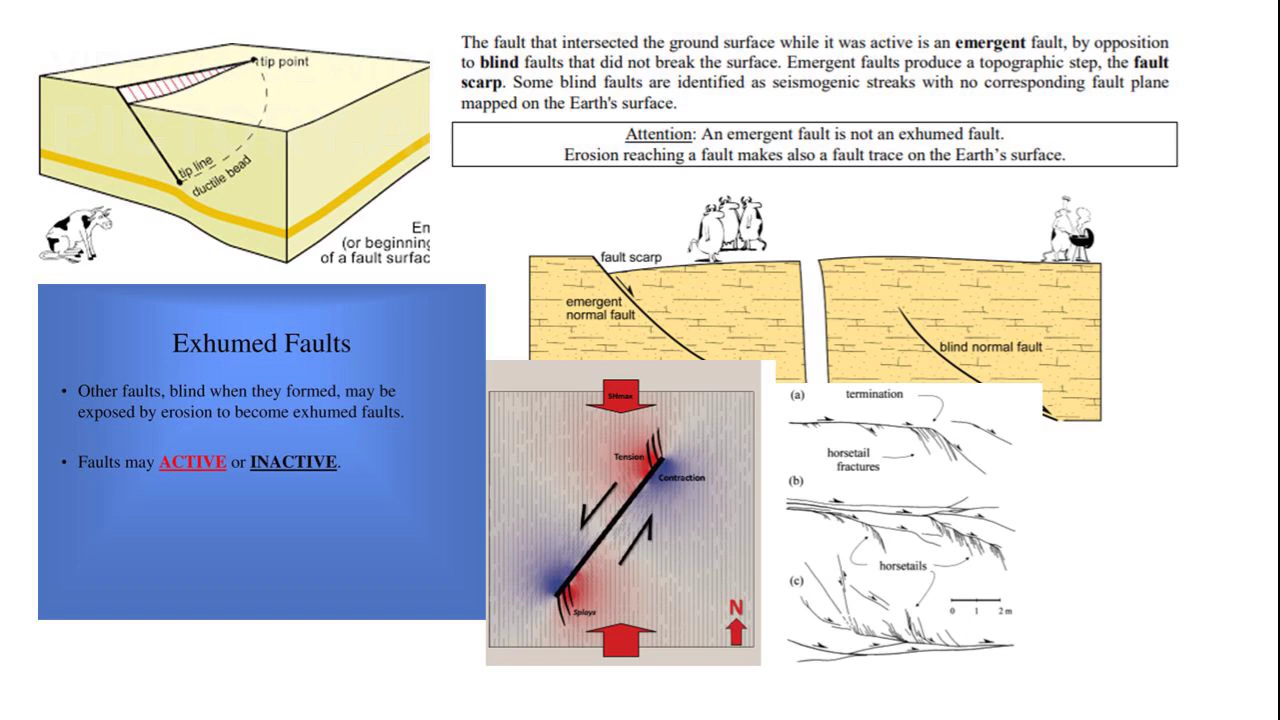 The fault that intersected the ground surface while it was active is an emergent fault, by opposition
to blind faults that did not break the surface. Emergent faults produce a topographic step, the fault
scarp. Some blind faults are identified as seismogenic streaks with no corresponding fault plane
mapped on the Earth's surface.
Attention: An emergent fault is not an exhumed fault.
Erosion reaching a fault makes also a fault trace on the Earth's surface.
tip point
tip line
ductile bead
En
(or beginning
of a fault surfac
fault scarp
emergent
normal fault
blind normal fault
Exhumed Faults
• Other faults, blind when they formed, may be
exposed by erosion to become exhumed faults.
• Faults may ACTIVE or INACTIVE.
SHmax
Tension
Contraction
Splays
N
(a)
termination
horsetail
fractures
(b)
horsetails
(c)
0 1 2 m